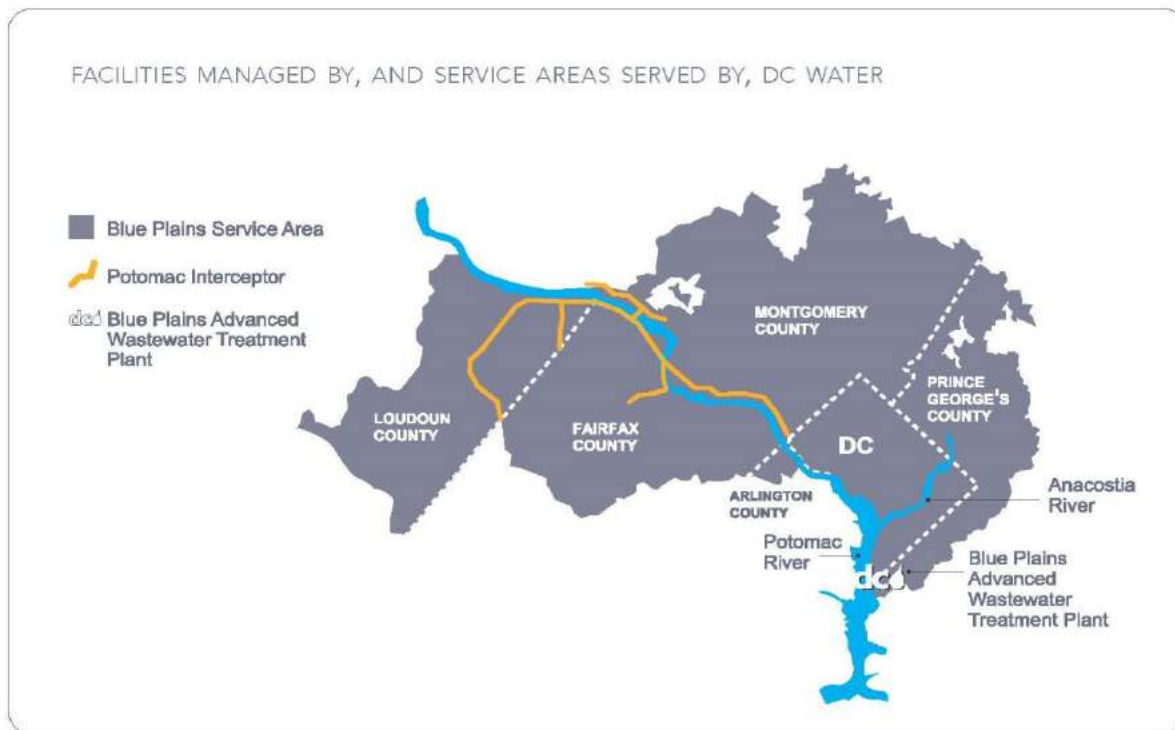 FACILITIES MANAGED BY, AND SERVICE AREAS SERVED BY, DC WATER
Blue Plains Service Area
Potomac Interceptor
dc Blue Plains Advanced
Wastewater Treatment
Plant
MONTGOMERY
COUNTY
PRINCE
GEORGE'S
COUNTY
LOUDOUN
COUNTY
FAIRFAX
COUNTY
DC
ARLINGTON
COUNTY
Anacostia
River
Potomac
River
dc
Blue Plains
Advanced
Wastewater
Treatment Plant